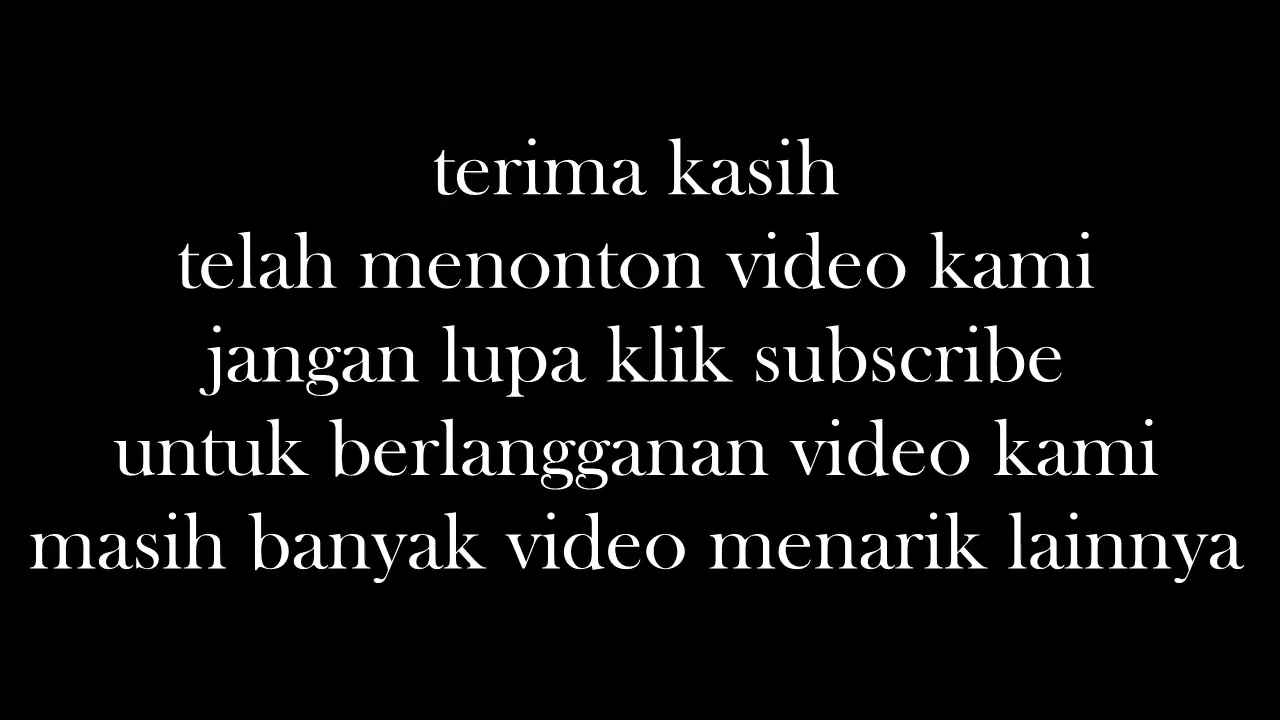 terima kasih
telah menonton video kami
jangan lupa klik subscribe
untuk berlangganan video kami
masih banyak video menarik lainnya